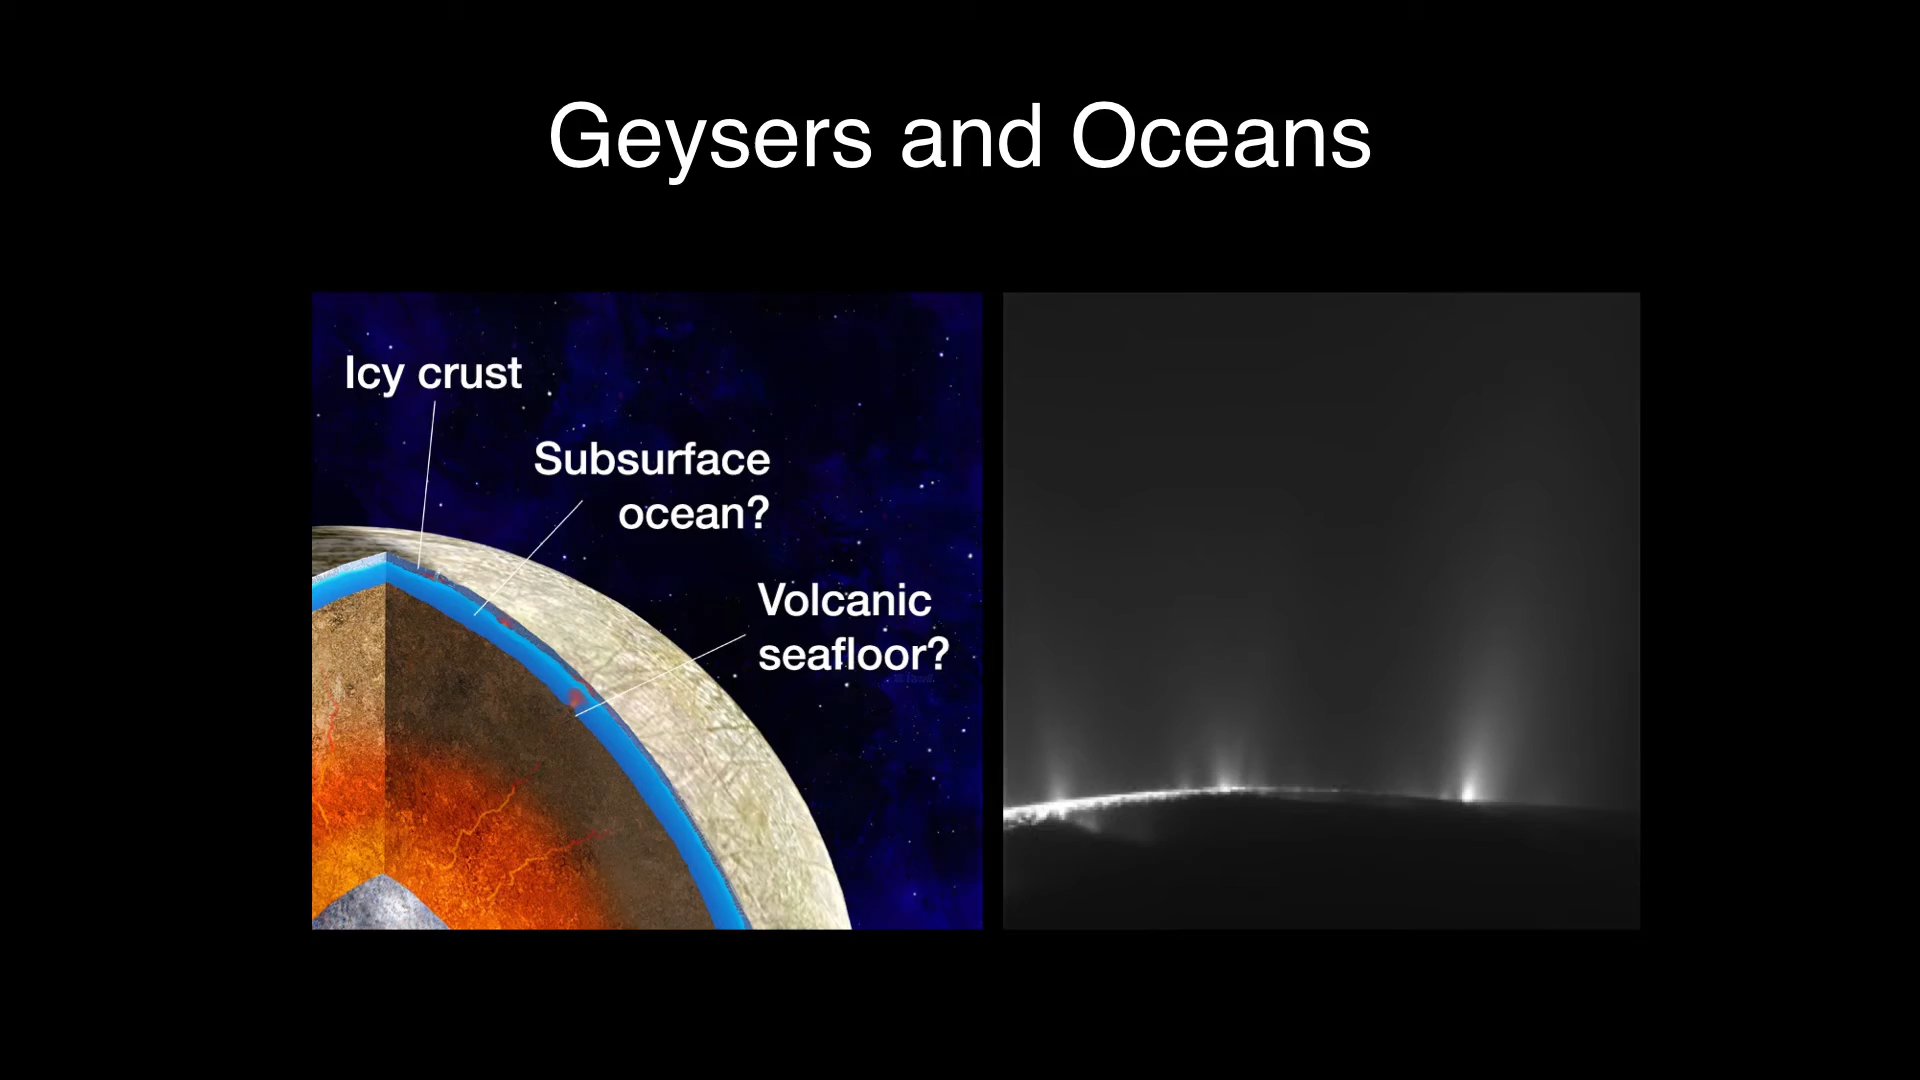 Geysers and Oceans
Icy crust
Subsurface
ocean?
Volcanic
seafloor?